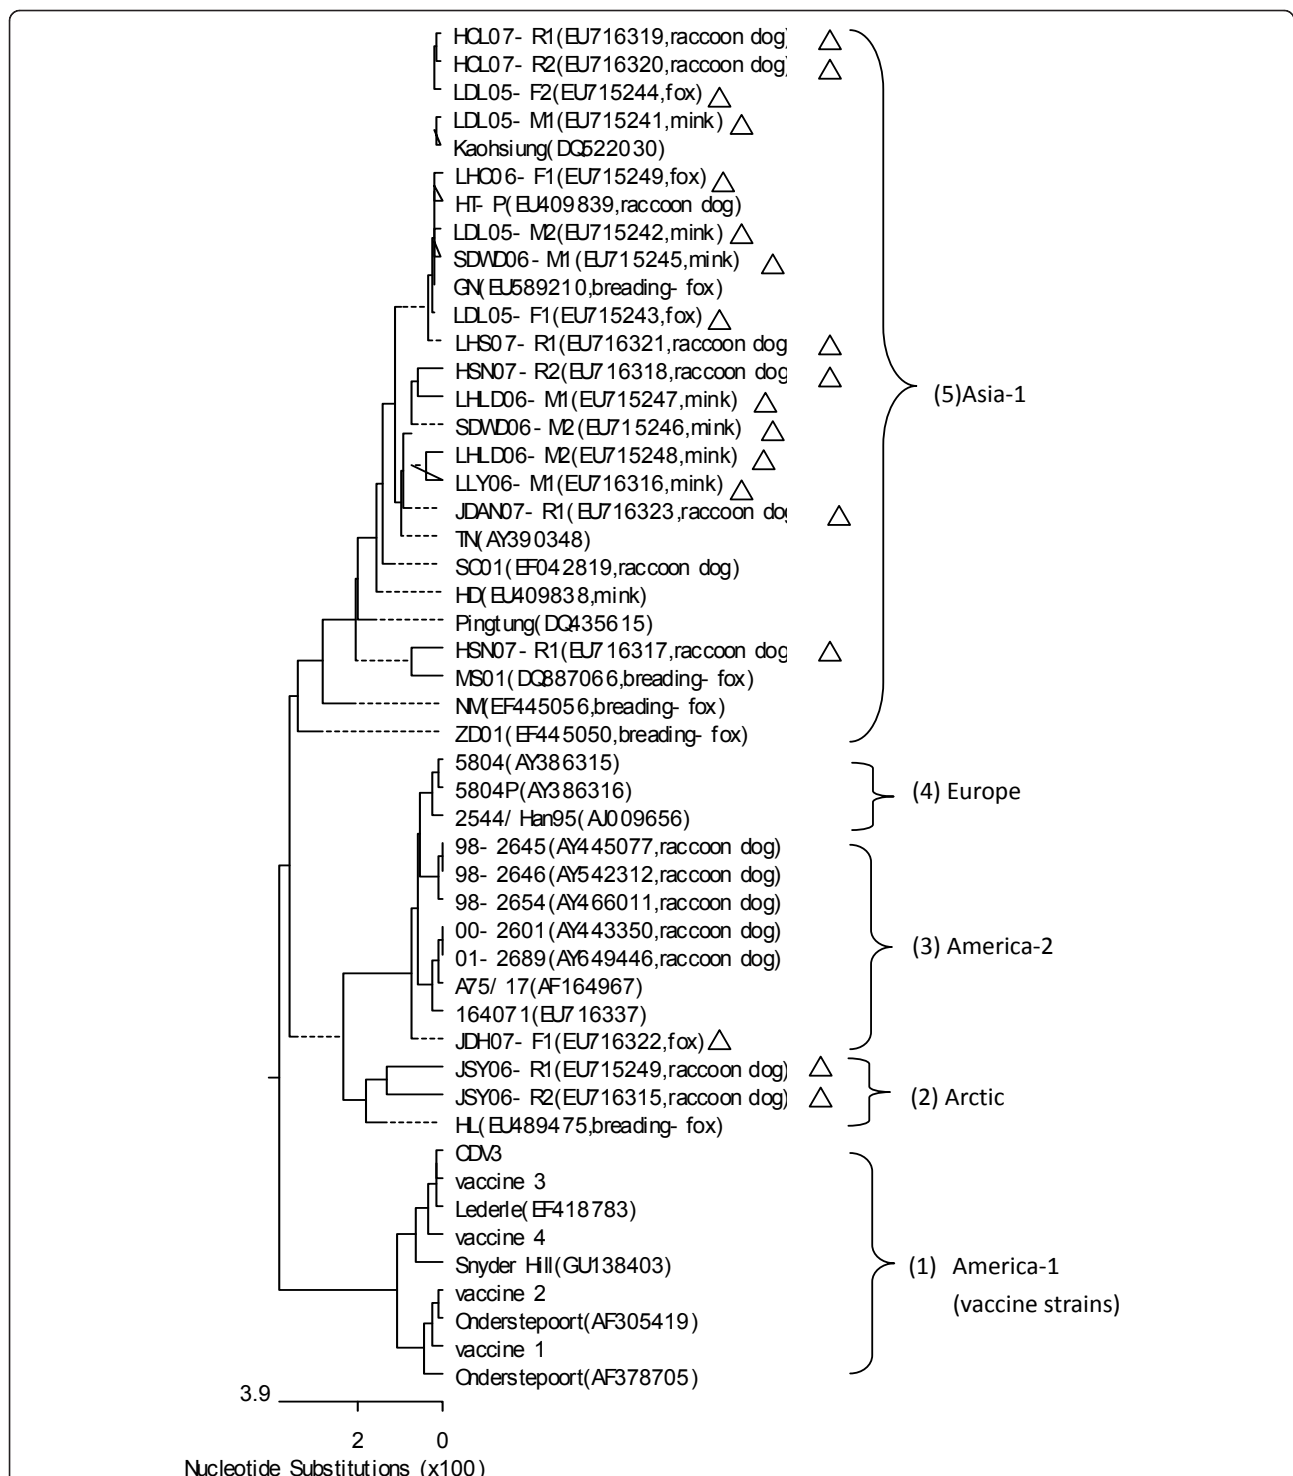 HCL07- R1(EU716319,raccoon dog)
HCL07- R2(EU716320,raccoon dog)
LDL05- F2(EU715244,fox)
LDL05- M1(EU715241,mink)
Kaohsiung(DQ522030)
LHC06- F1(EU715249,fox)
HT- P(EU409839,raccoon dog)
LDL05- M2(EU715242,mink)
SDWD06- M1(EU715245,mink)
GN(EU589210,breading- fox)
LDL05- F1(EU715243,fox)
LHS07- R1(EU716321,raccoon dog
HSN07- R2(EU716318,raccoon dog
(5)Asia-1
LHLD06- M1(EU715247,mink)
SDWD06- M2(EU715246,mink)
LHLD06- M2(EU715248,mink)
LLY06- M1(EU716316,mink)
JDAN07- R1(EU716323,raccoon dog
TN(AY390348)
SC01(EF042819,raccoon dog)
HD(EU409838,mink)
Pingtung(DQ435615)
HSN07- R1(EU716317,raccoon dog
MS01(DQ887066,breading- fox)
NM(EF445056,breading- fox)
ZD01(EF445050,breading- fox)
5804(AY386315)
5804P(AY386316)
(4) Europe
2544/ Han95(AJ009656)
98- 2645(AY445077,raccoon dog)
98- 2646(AY542312,raccoon dog)
98- 2654(AY466011,raccoon dog)
00- 2601(AY443350,raccoon dog)
(3) America-2
01- 2689(AY649446,raccoon dog)
A75/ 17(AF164967)
164071(EU716337)
JDH07- F1(EU716322,fox)
JSY06- R1(EU715249,raccoon dog)
JSY06- R2(EU716315,raccoon dog)
(2) Arctic
HL(EU489475,breading- fox)
CDV3
vaccine 3
Lederle(EF418783)
vaccine 4
Snyder Hill(GU138403)
(1) America-1
(vaccine strains)
vaccine 2
Onderstepoort(AF305419)
vaccine 1
Onderstepoort(AF378705)
3.9
2 0
Nucleotide Substitutions (x100)